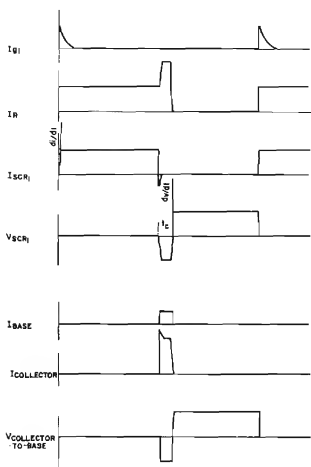 Ig1
IR
di/dt
ISCR1
dv/dt
tc
VSCR1
IBASE
ICOLLECTOR
VCOLLECTOR
-TO-BASE